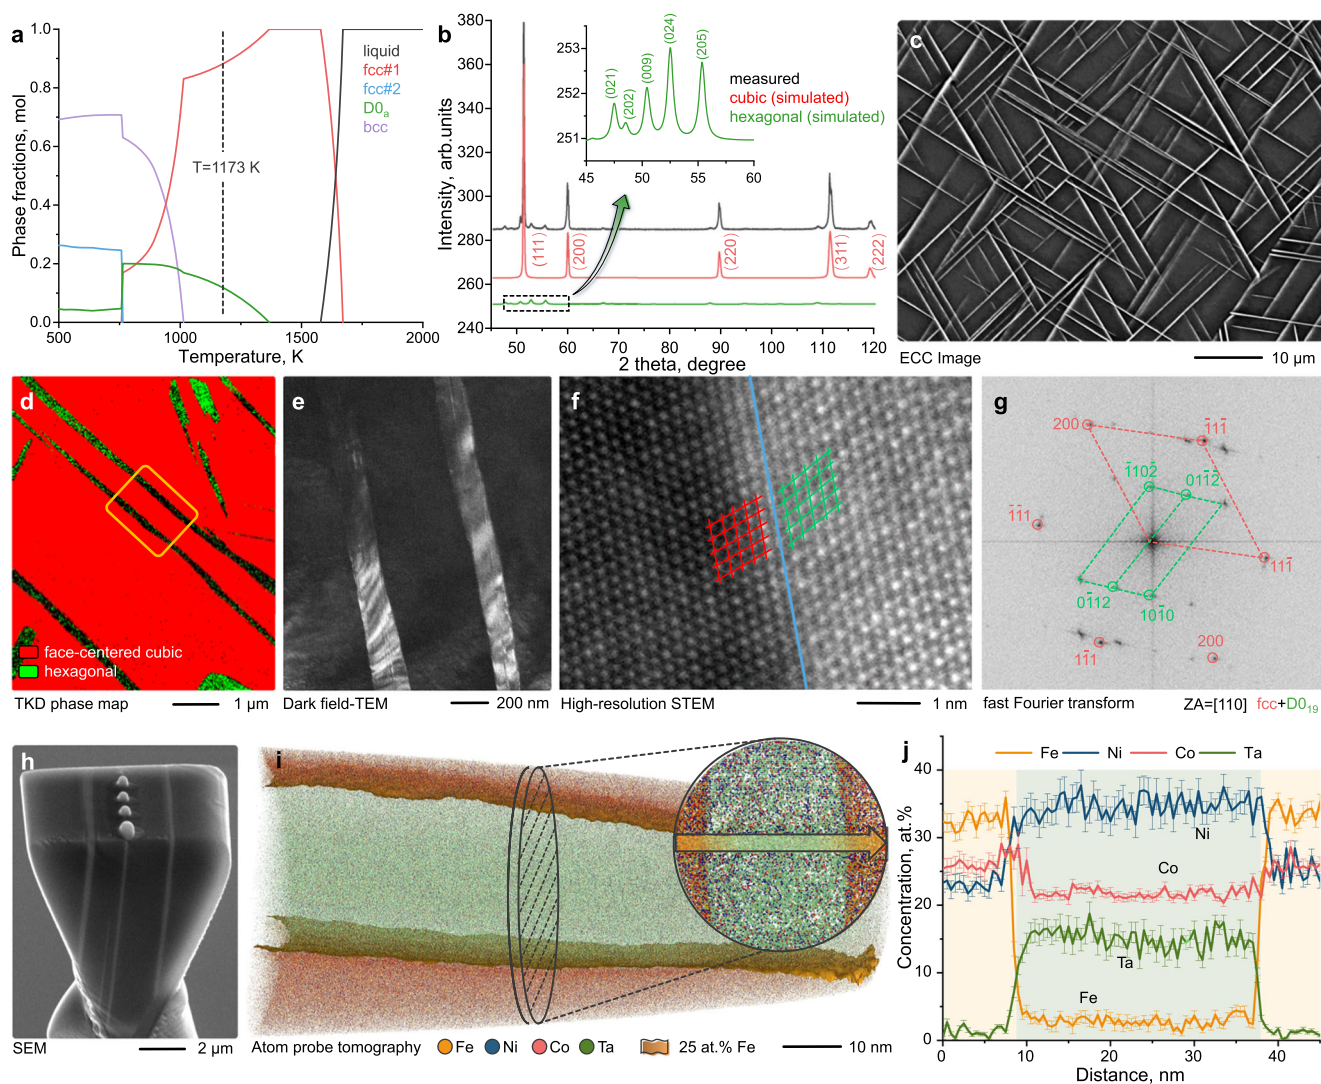 a
Phase fractions, mol
1.0
0.8
0.6
0.4
0.2
0.0
500
1000
1500
2000
Temperature, K
T=1173 K
liquid
fcc#1
fcc#2
D0a
bcc
b
Intensity, arb.units
380
360
340
320
300
280
260
240
50
60
70
80
90
100
110
120
2 theta, degree
253
252
251
45
50
55
60
(021)
(202)
(009)
(024)
(205)
measured
cubic (simulated)
hexagonal (simulated)
(111)
(200)
(220)
(311)
(222)
c
ECC Image
10 µm
d
face-centered cubic
hexagonal
TKD phase map
1 µm
e
Dark field-TEM
200 nm
f
High-resolution STEM
1 nm
g
200
1̄11̄
1̄102̄
011̄2̄
1̄1̄1
111̄
01̄12
101̄0
11̄1
200
fast Fourier transform
ZA=[110] fcc+D0₁₉
h
SEM
2 µm
i
Atom probe tomography
Fe
Ni
Co
Ta
25 at.% Fe
10 nm
j
Fe
Ni
Co
Ta
Concentration, at.%
40
30
20
10
0
Ni
Co
Ta
Fe
0
10
20
30
40
Distance, nm